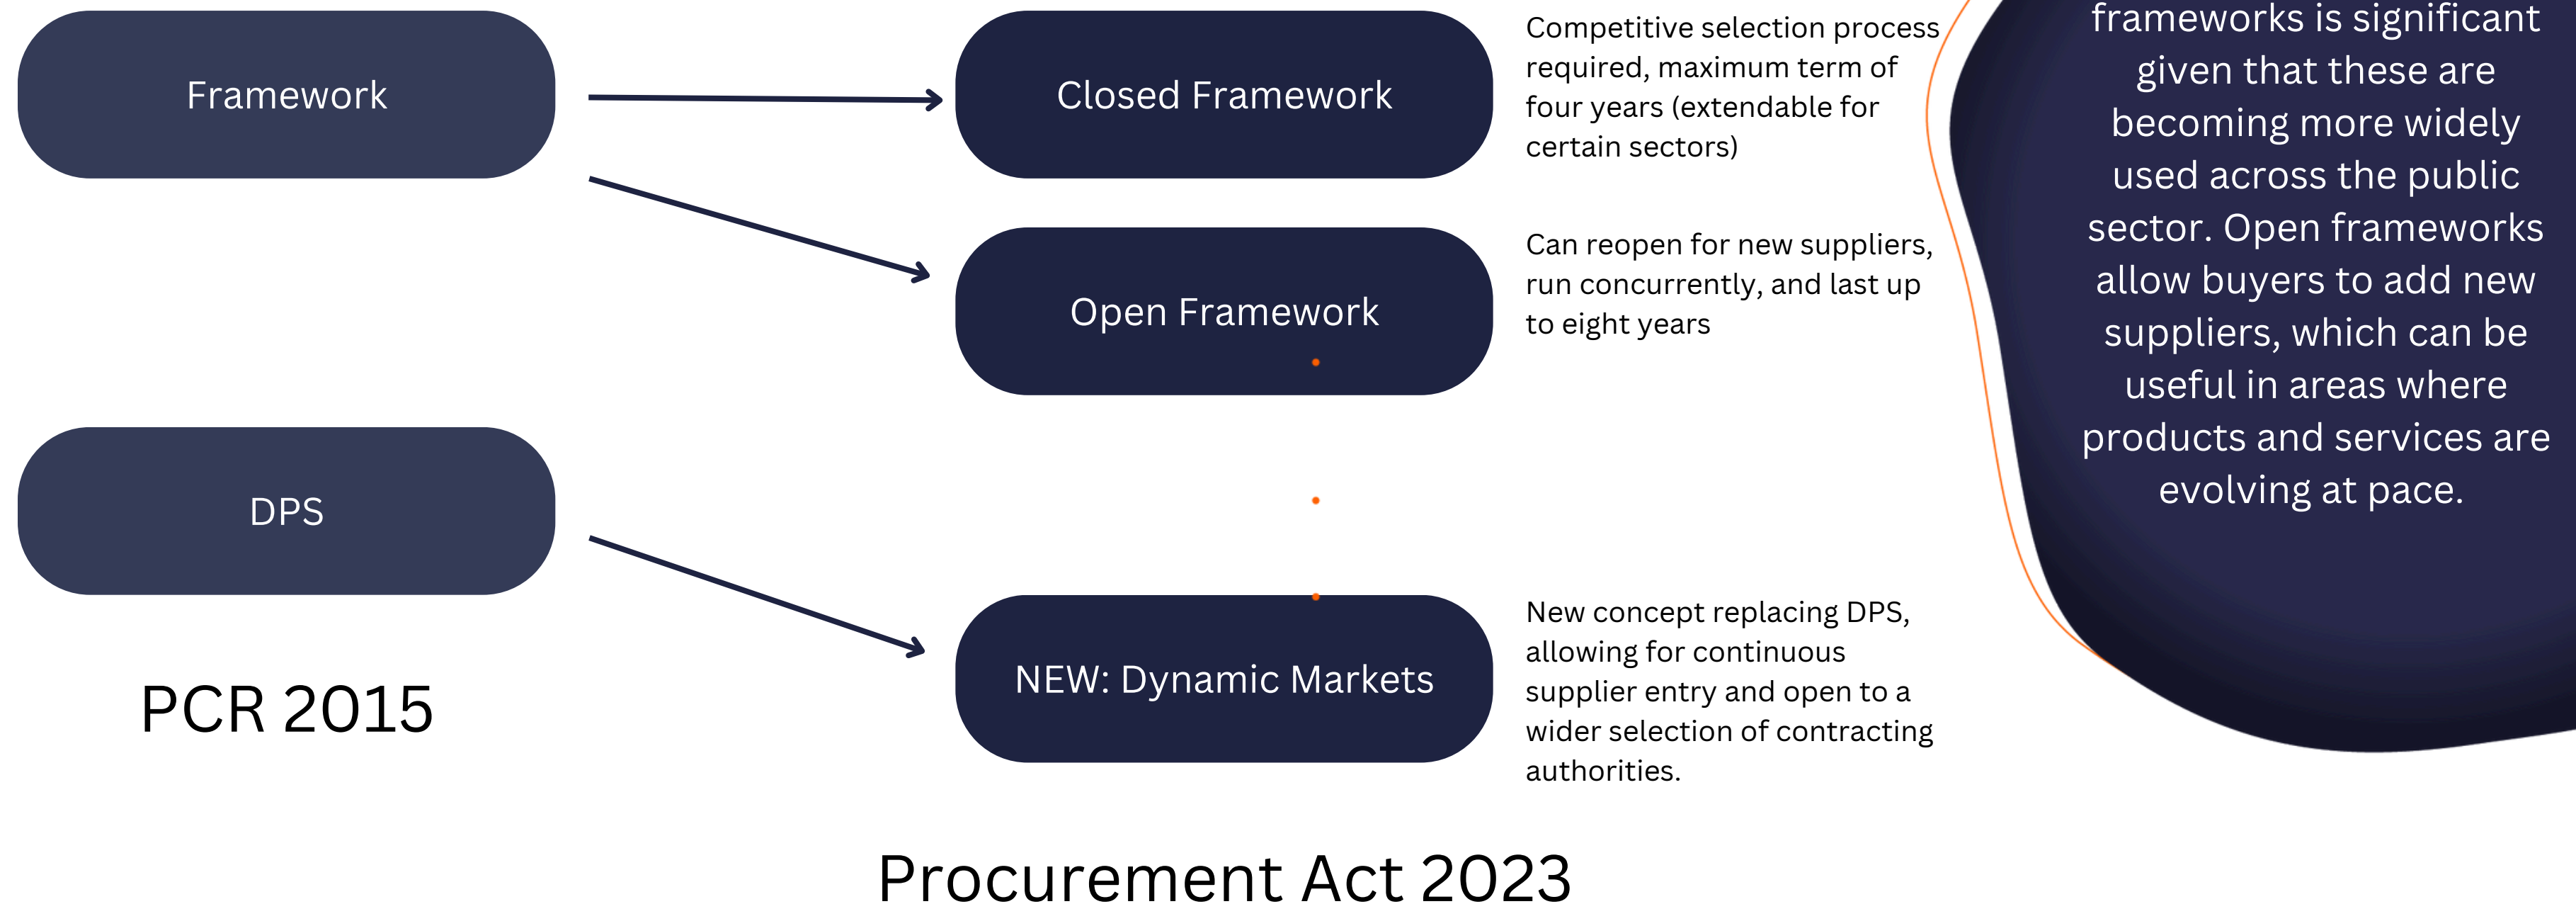 Framework
Closed Framework
Competitive selection process
required, maximum term of
four years (extendable for
certain sectors)
Open Framework
Can reopen for new suppliers,
run concurrently, and last up
to eight years
DPS
NEW: Dynamic Markets
New concept replacing DPS,
allowing for continuous
supplier entry and open to a
wider selection of contracting
authorities.
PCR 2015
Procurement Act 2023
frameworks is significant
given that these are
becoming more widely
used across the public
sector. Open frameworks
allow buyers to add new
suppliers, which can be
useful in areas where
products and services are
evolving at pace.